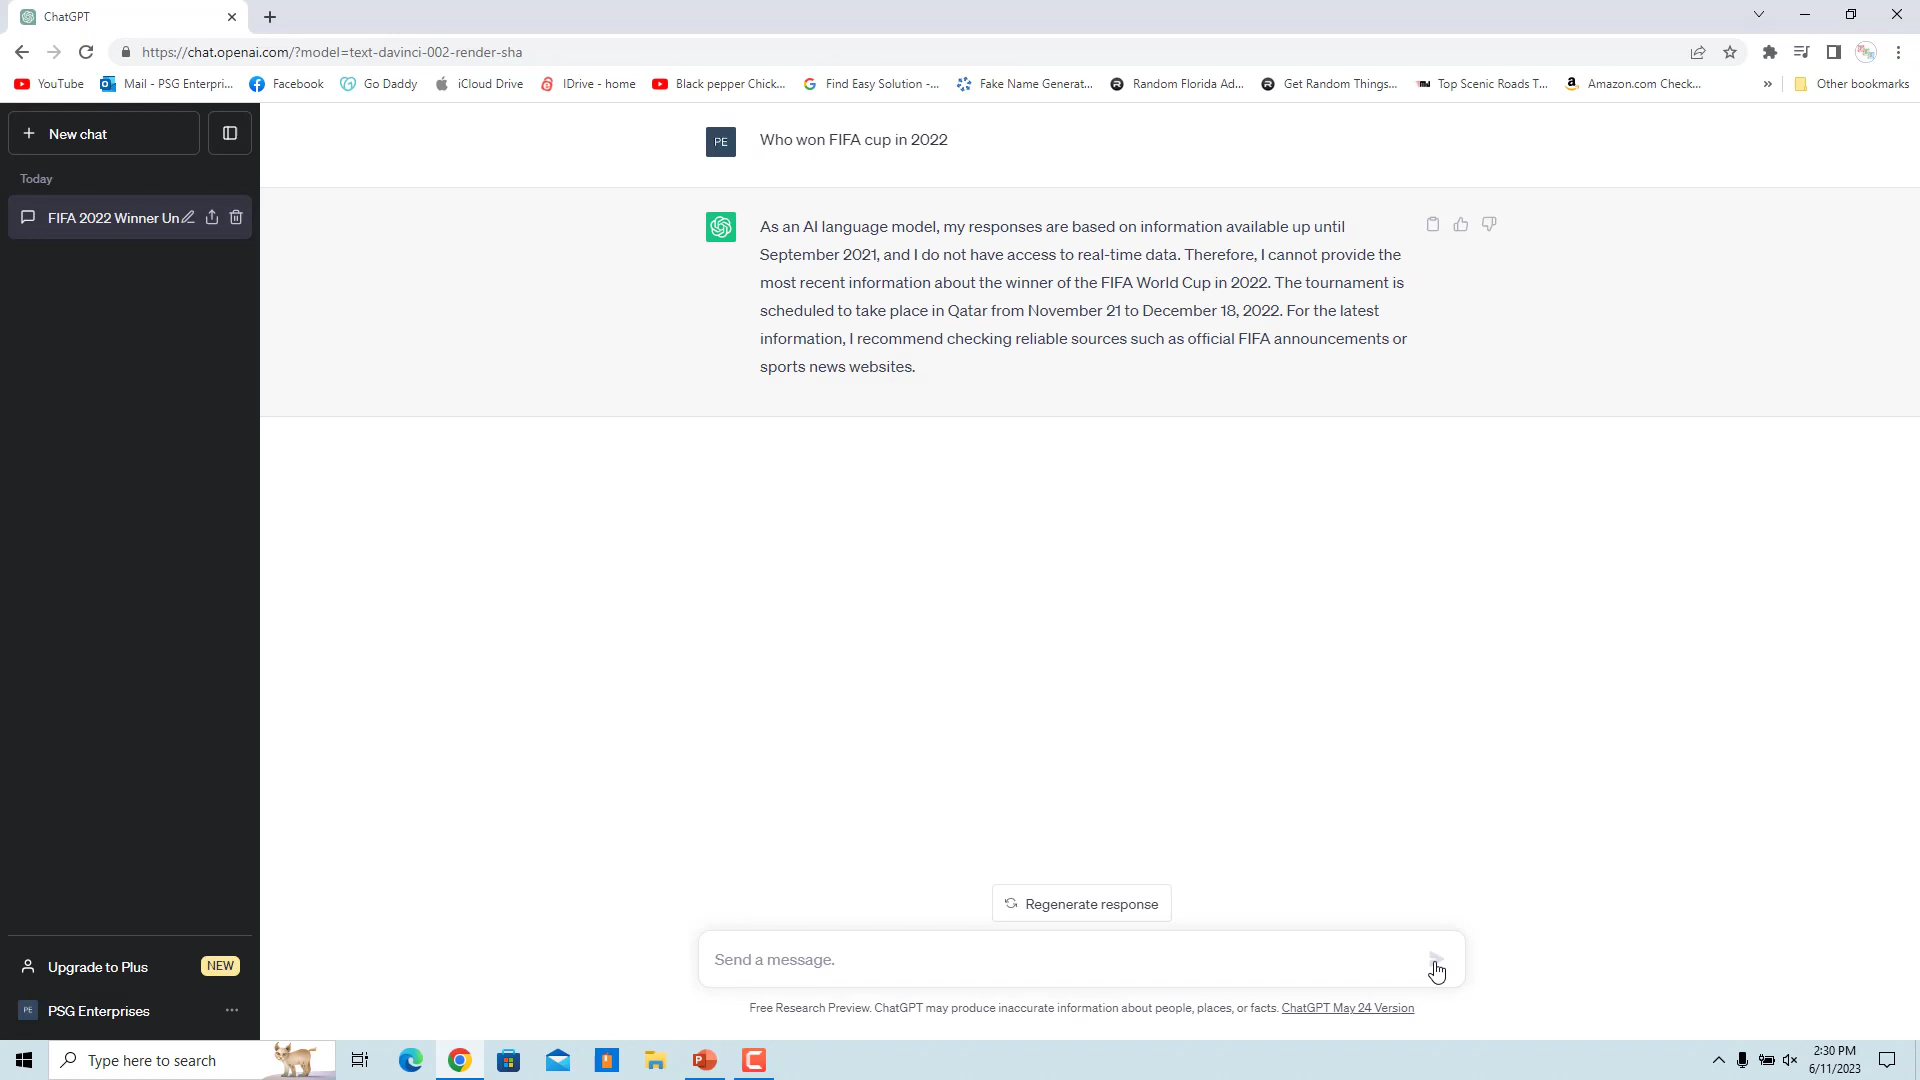 ChatGPT
https://chat.openai.com/?model=text-davinci-002-render-sha
YouTube
Mail - PSG Enterpri...
Facebook
Go Daddy
iCloud Drive
IDrive - home
Black pepper Chick...
Find Easy Solution -...
Fake Name Generat...
Random Florida Ad...
Get Random Things...
Top Scenic Roads T...
Amazon.com Check...
»
Other bookmarks
+ New chat
Today
FIFA 2022 Winner Un
PE
Who won FIFA cup in 2022
As an AI language model, my responses are based on information available up until
September 2021, and I do not have access to real-time data. Therefore, I cannot provide the
most recent information about the winner of the FIFA World Cup in 2022. The tournament is
scheduled to take place in Qatar from November 21 to December 18, 2022. For the latest
information, I recommend checking reliable sources such as official FIFA announcements or
sports news websites.
Regenerate response
Send a message.
Free Research Preview. ChatGPT may produce inaccurate information about people, places, or facts. ChatGPT May 24 Version
Upgrade to Plus
NEW
PE
PSG Enterprises
...
Type here to search
2:30 PM
6/11/2023